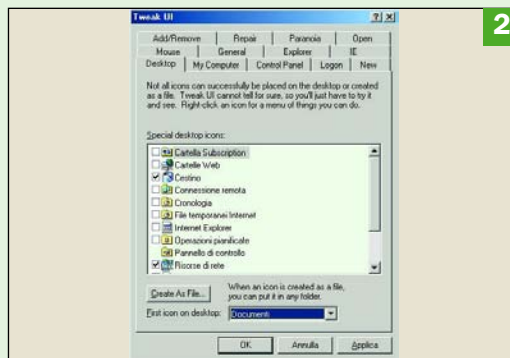 2
Tweak UI
Add/Remove Repair Paranoia Open
Mouse General Explorer IE
Desktop My Computer Control Panel Logon New
Not all icons can successfully be placed on the desktop or created
as a file. Tweak UI cannot tell for sure, so you'll just have to try it
and see. Right-click an icon for a menu of things you can do.
Special desktop icons:
Cartella Subscription
Cartelle Web
Cestino
Connessione remota
Cronologia
File temporanei Internet
Internet Explorer
Operazioni pianificate
Pannello di controllo
Risorse di rete
Create As File...
When an icon is created as a file,
you can put it in any folder.
First icon on desktop: Documenti
OK Annulla Applica